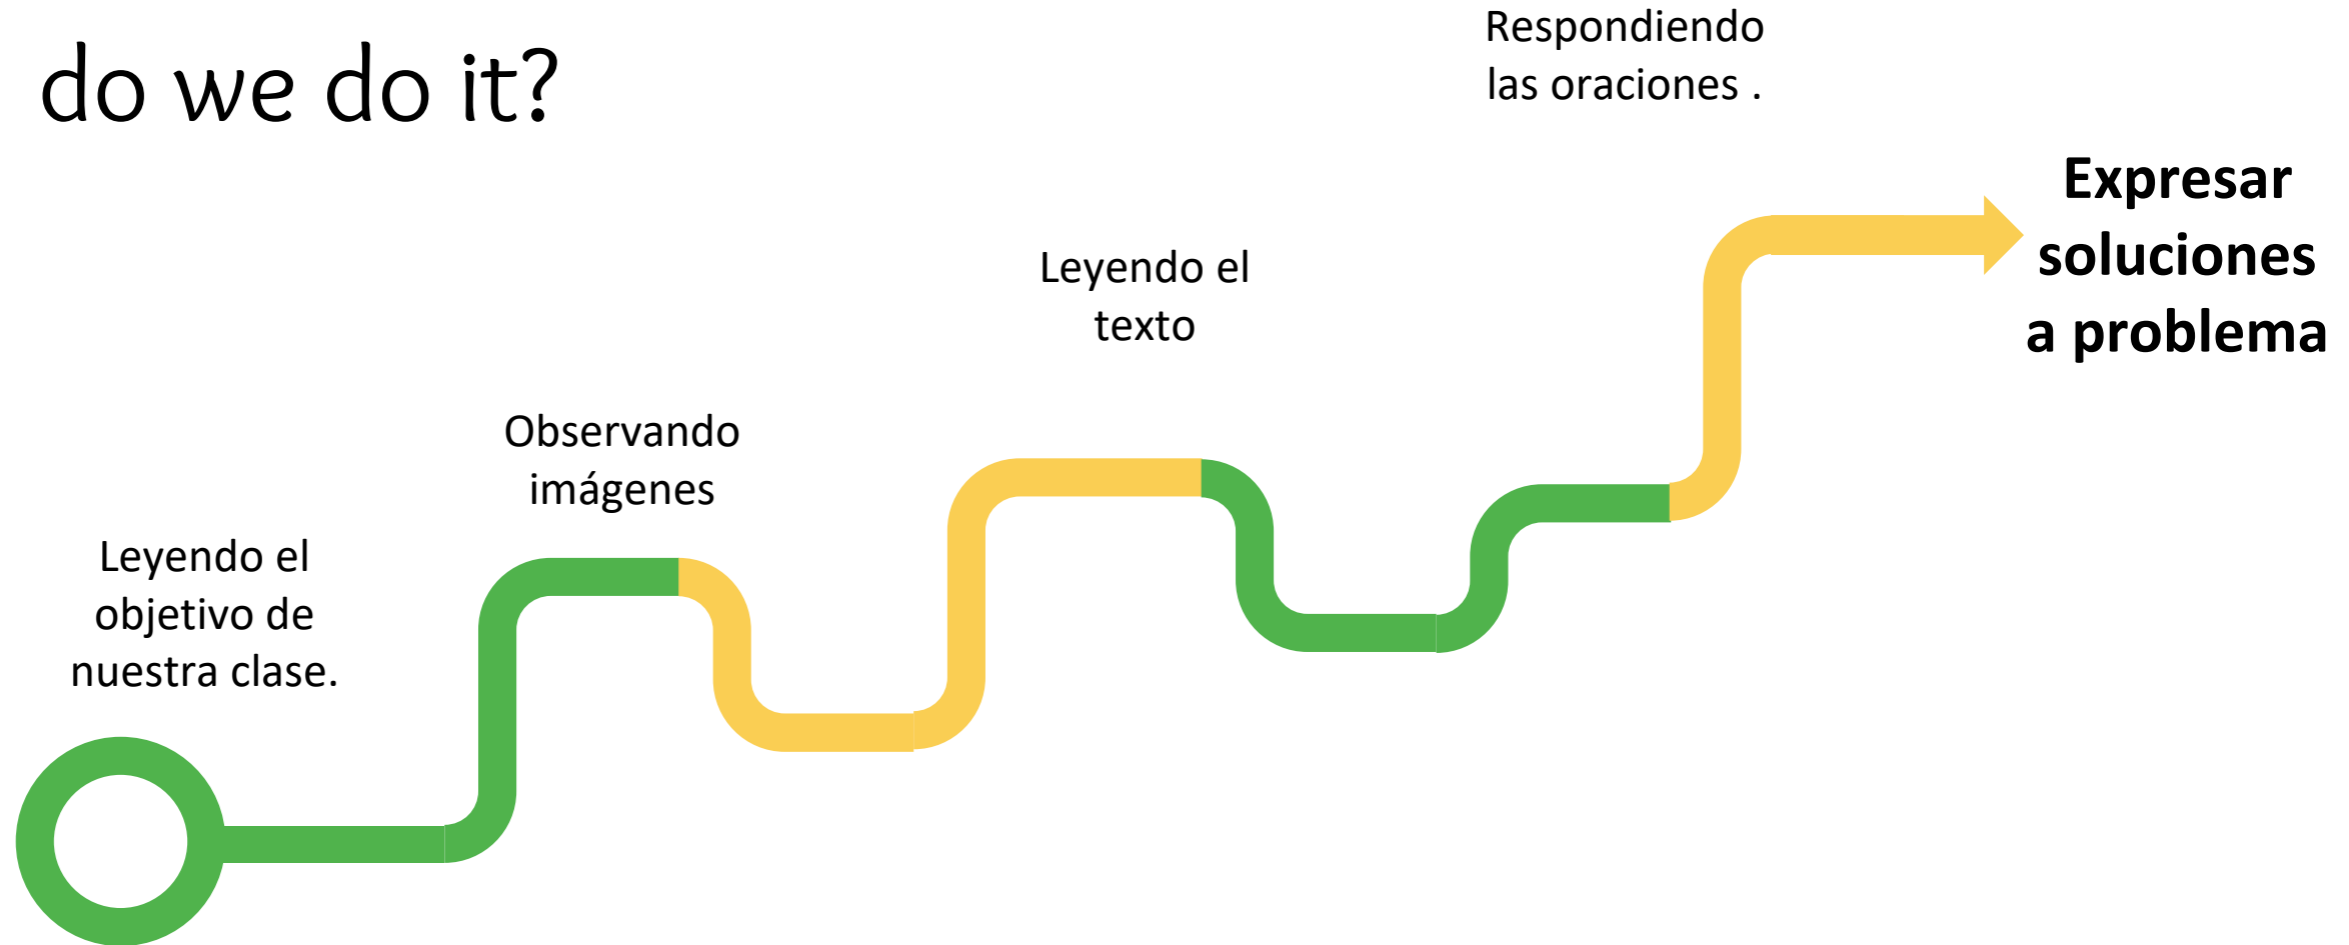 do we do it?
Leyendo el
objetivo de
nuestra clase.
Observando
imágenes
Leyendo el
texto
Respondiendo
las oraciones .
Expresar
soluciones
a problema